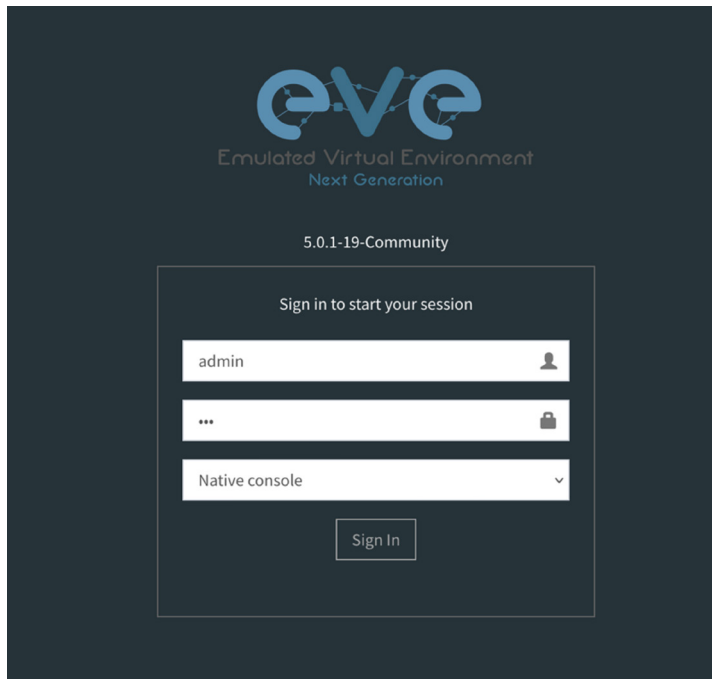 eve
Emulated Virtual Environment
Next Generation
5.0.1-19-Community
Sign in to start your session
admin
•••
Native console
Sign In